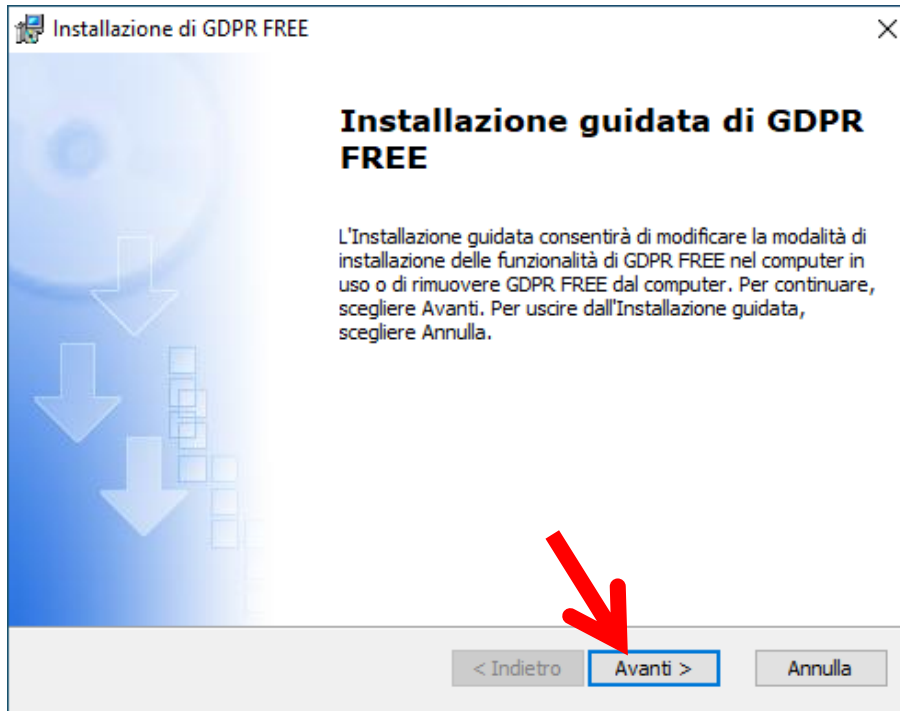 Installazione di GDPR FREE
Installazione guidata di GDPR
FREE
L'Installazione guidata consentirà di modificare la modalità di
installazione delle funzionalità di GDPR FREE nel computer in
uso o di rimuovere GDPR FREE dal computer. Per continuare,
scegliere Avanti. Per uscire dall'Installazione guidata,
scegliere Annulla.
< Indietro Avanti > Annulla